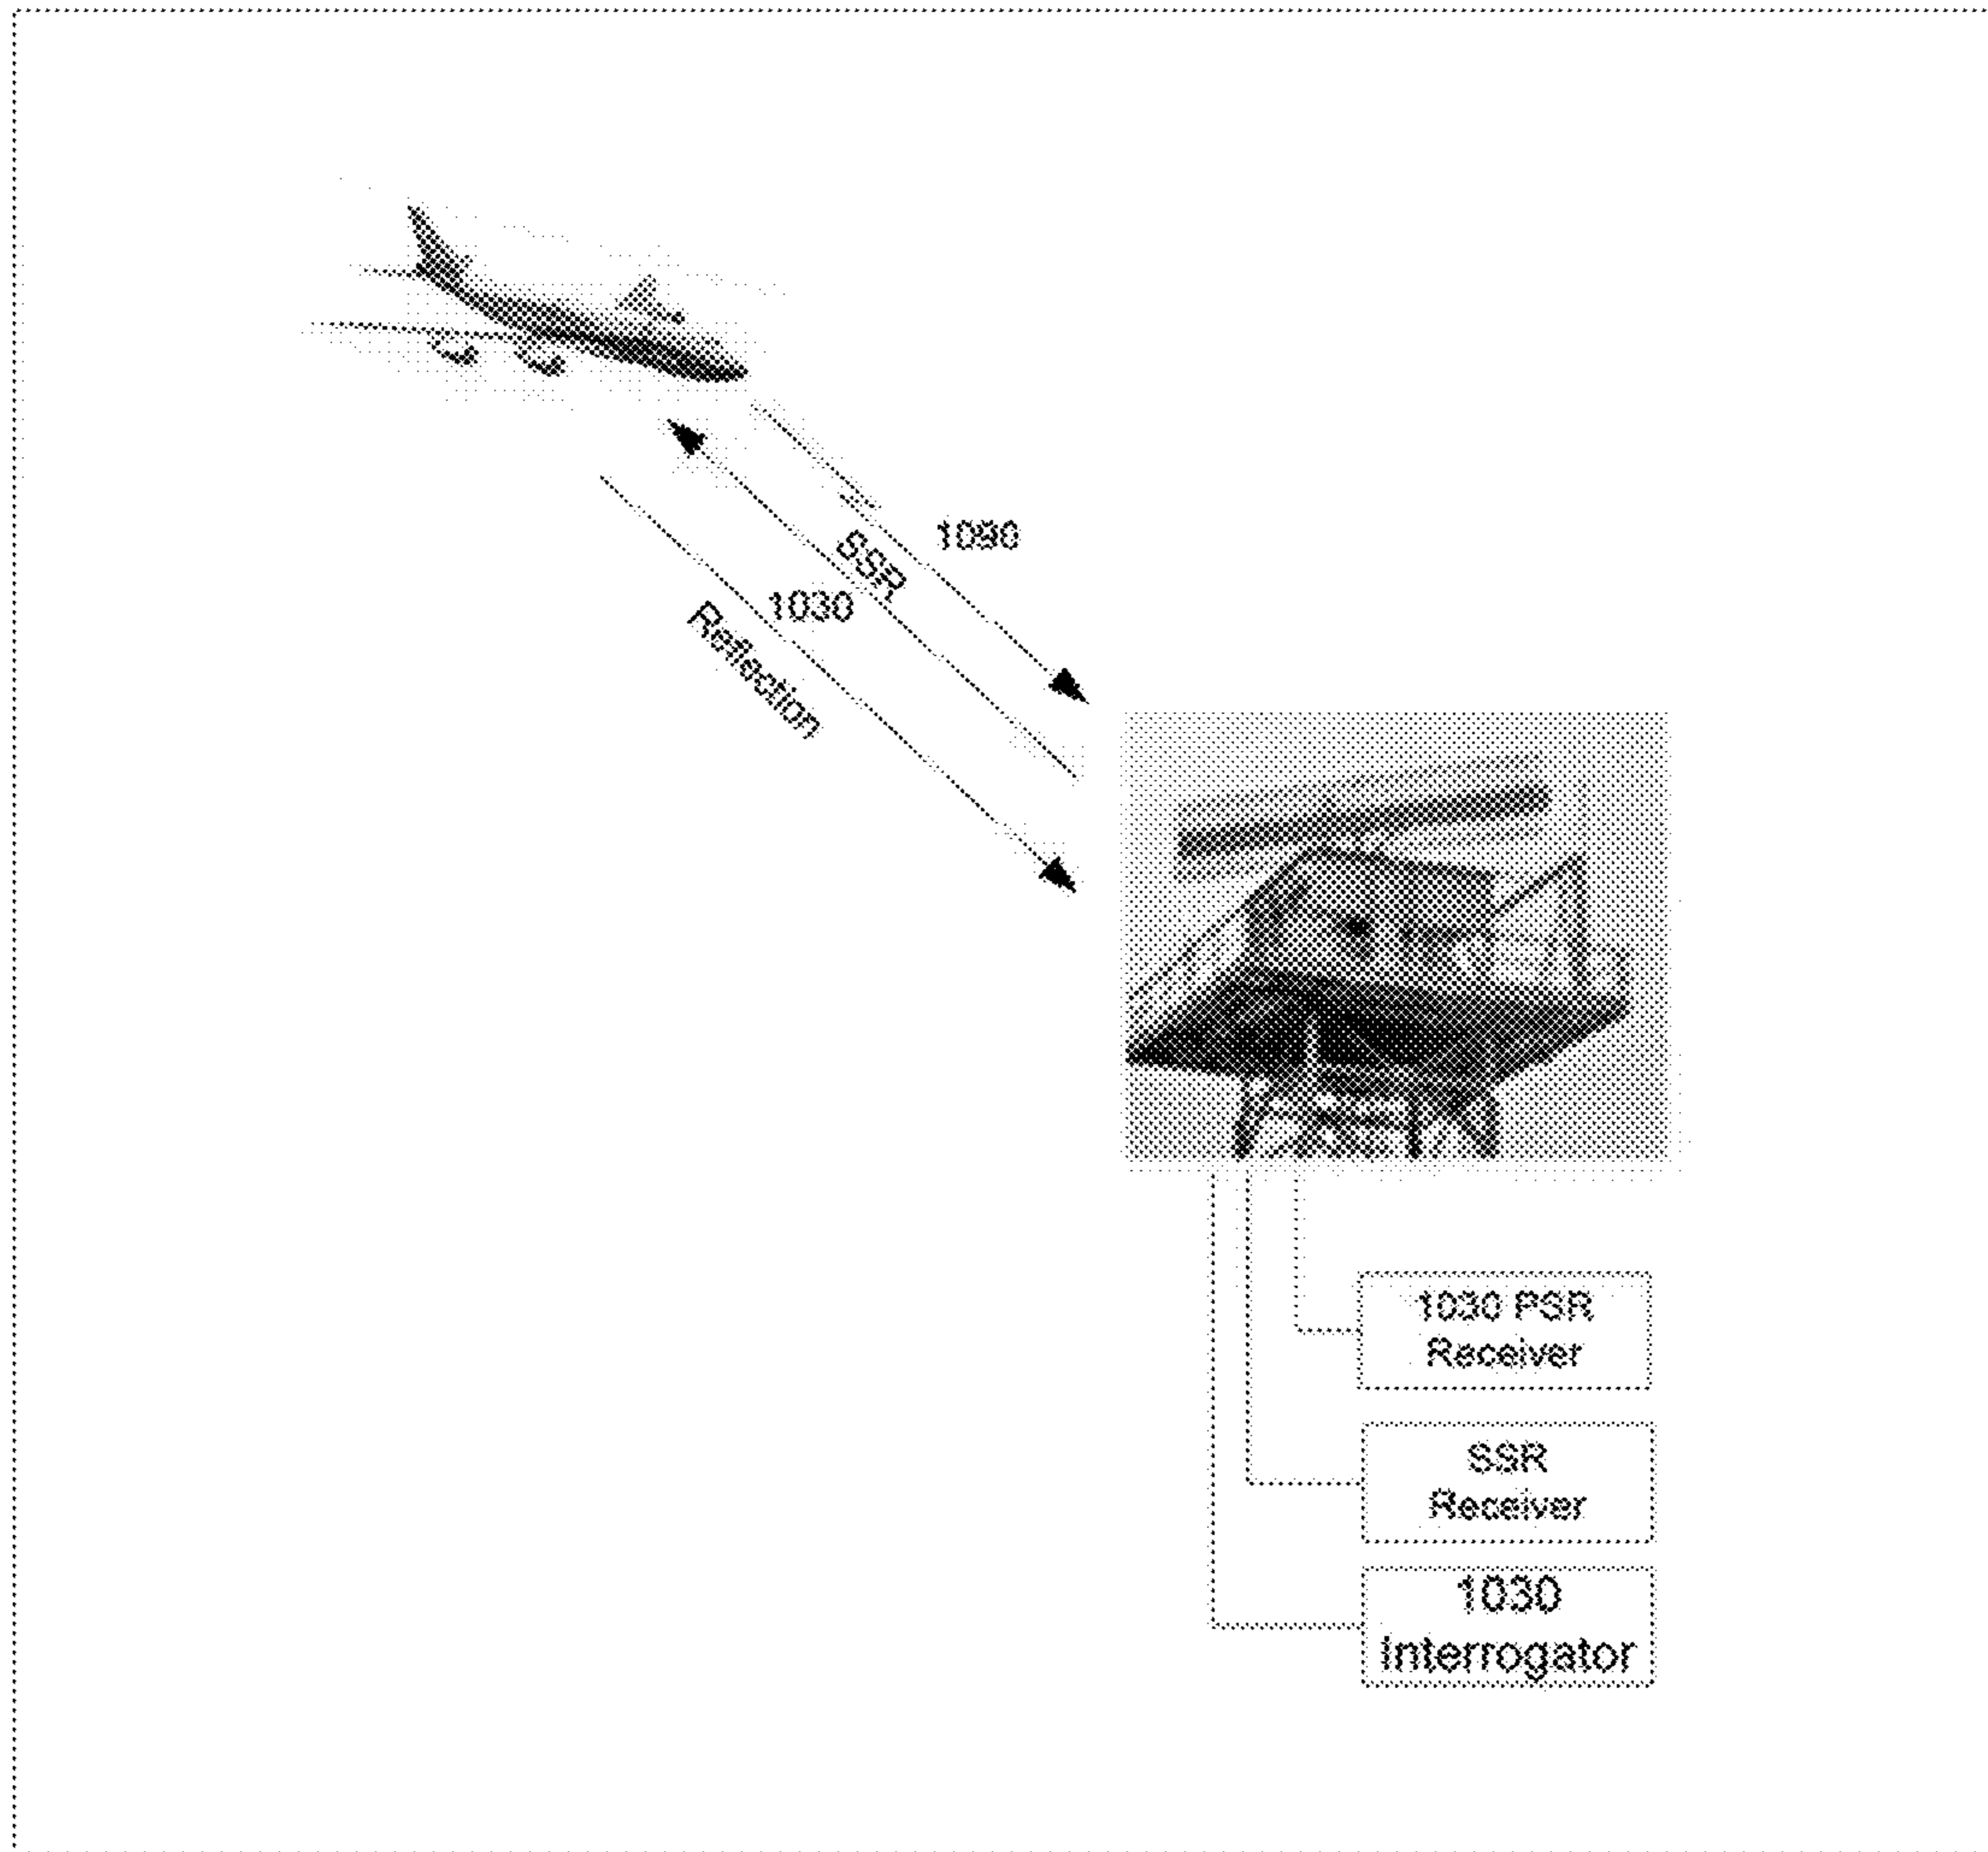 1090
SSR
1030
Reflection
1030 PSR
Receiver
SSR
Receiver
1030
Interrogator